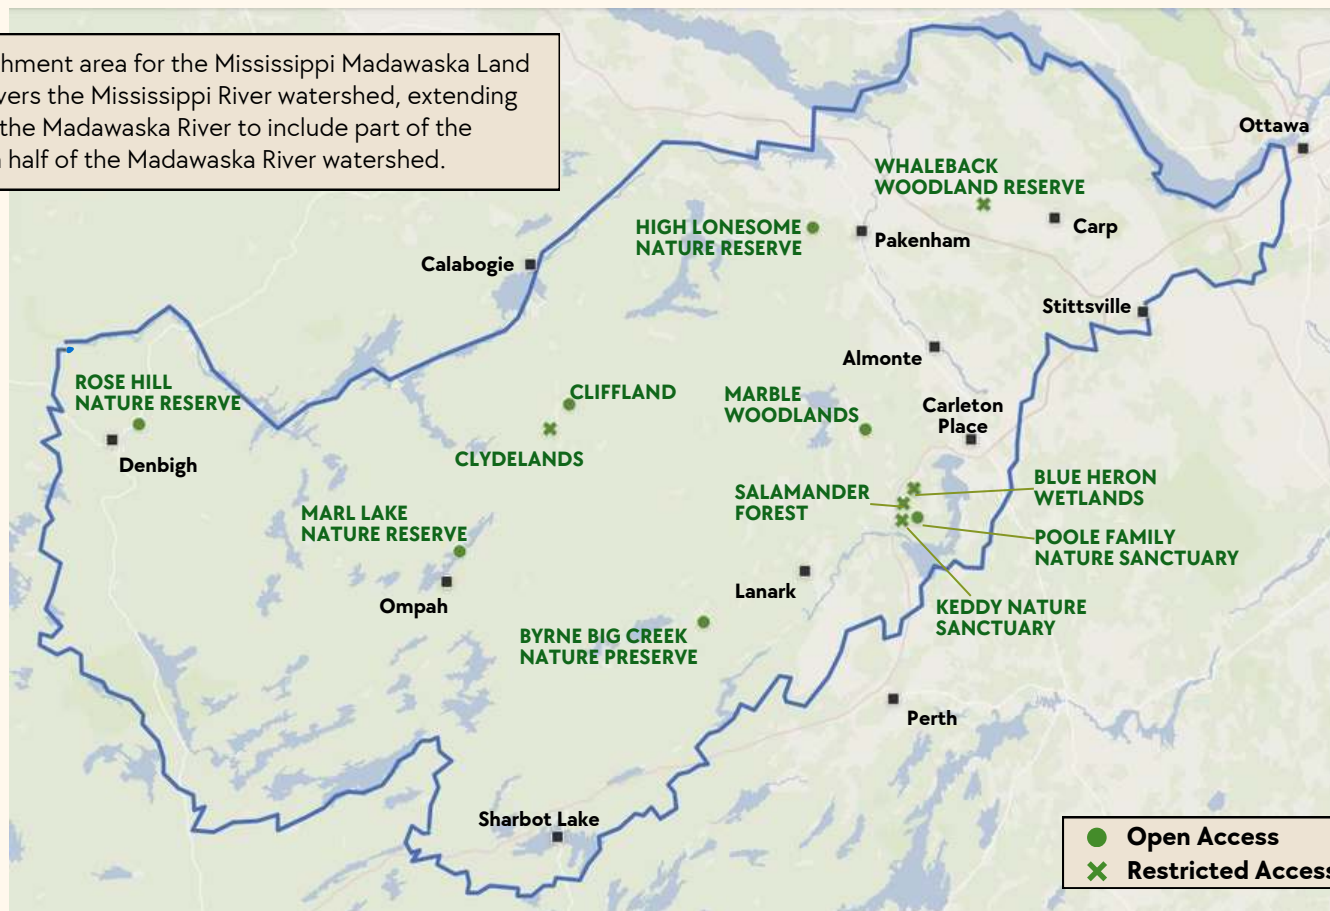 hment area for the Mississippi Madawaska Land
vers the Mississippi River watershed, extending
the Madawaska River to include part of the
half of the Madawaska River watershed.
Ottawa
WHALEBACK
WOODLAND RESERVE
HIGH LONESOME
NATURE RESERVE
Pakenham
Carp
Calabogie
Stittsville
Almonte
ROSE HILL
NATURE RESERVE
CLIFFLAND
MARBLE
WOODLANDS
Carleton
Place
Denbigh
CLYDELANDS
BLUE HERON
WETLANDS
SALAMANDER
FOREST
MARL LAKE
NATURE RESERVE
POOLE FAMILY
NATURE SANCTUARY
Lanark
Ompah
KEDDY NATURE
SANCTUARY
BYRNE BIG CREEK
NATURE PRESERVE
Perth
Sharbot Lake
Open Access
Restricted Access